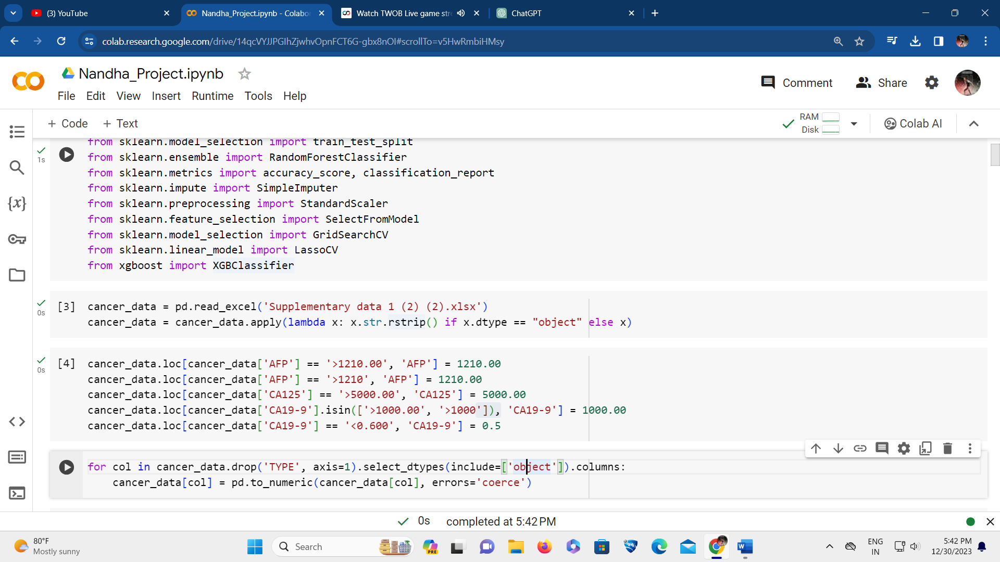 (3) YouTube
Nandha_Project.ipynb - Colabo
Watch TWOB Live game stre
ChatGPT
colab.research.google.com/drive/14qcVYJJPGIhZjwhvOpnFCT6G-gbx8nOI#scrollTo=v5HwRmbiHMsy
Nandha_Project.ipynb
File Edit View Insert Runtime Tools Help
Comment
Share
+ Code
+ Text
RAM
Disk
Colab AI
1s
from sklearn.model_selection import train_test_split
from sklearn.ensemble import RandomForestClassifier
from sklearn.metrics import accuracy_score, classification_report
from sklearn.impute import SimpleImputer
from sklearn.preprocessing import StandardScaler
from sklearn.feature_selection import SelectFromModel
from sklearn.model_selection import GridSearchCV
from sklearn.linear_model import LassoCV
from xgboost import XGBClassifier
0s
[3] cancer_data = pd.read_excel('Supplementary data 1 (2) (2).xlsx')
cancer_data = cancer_data.apply(lambda x: x.str.rstrip() if x.dtype == "object" else x)
0s
[4] cancer_data.loc[cancer_data['AFP'] == '>1210.00', 'AFP'] = 1210.00
cancer_data.loc[cancer_data['AFP'] == '>1210', 'AFP'] = 1210.00
cancer_data.loc[cancer_data['CA125'] == '>5000.00', 'CA125'] = 5000.00
cancer_data.loc[cancer_data['CA19-9'].isin(['>1000.00', '>1000']), 'CA19-9'] = 1000.00
cancer_data.loc[cancer_data['CA19-9'] == '<0.600', 'CA19-9'] = 0.5
for col in cancer_data.drop('TYPE', axis=1).select_dtypes(include=['object']).columns:
    cancer_data[col] = pd.to_numeric(cancer_data[col], errors='coerce')
0s completed at 5:42 PM
80°F
Mostly sunny
Search
PRE
ENG
IN
5:42 PM
12/30/2023